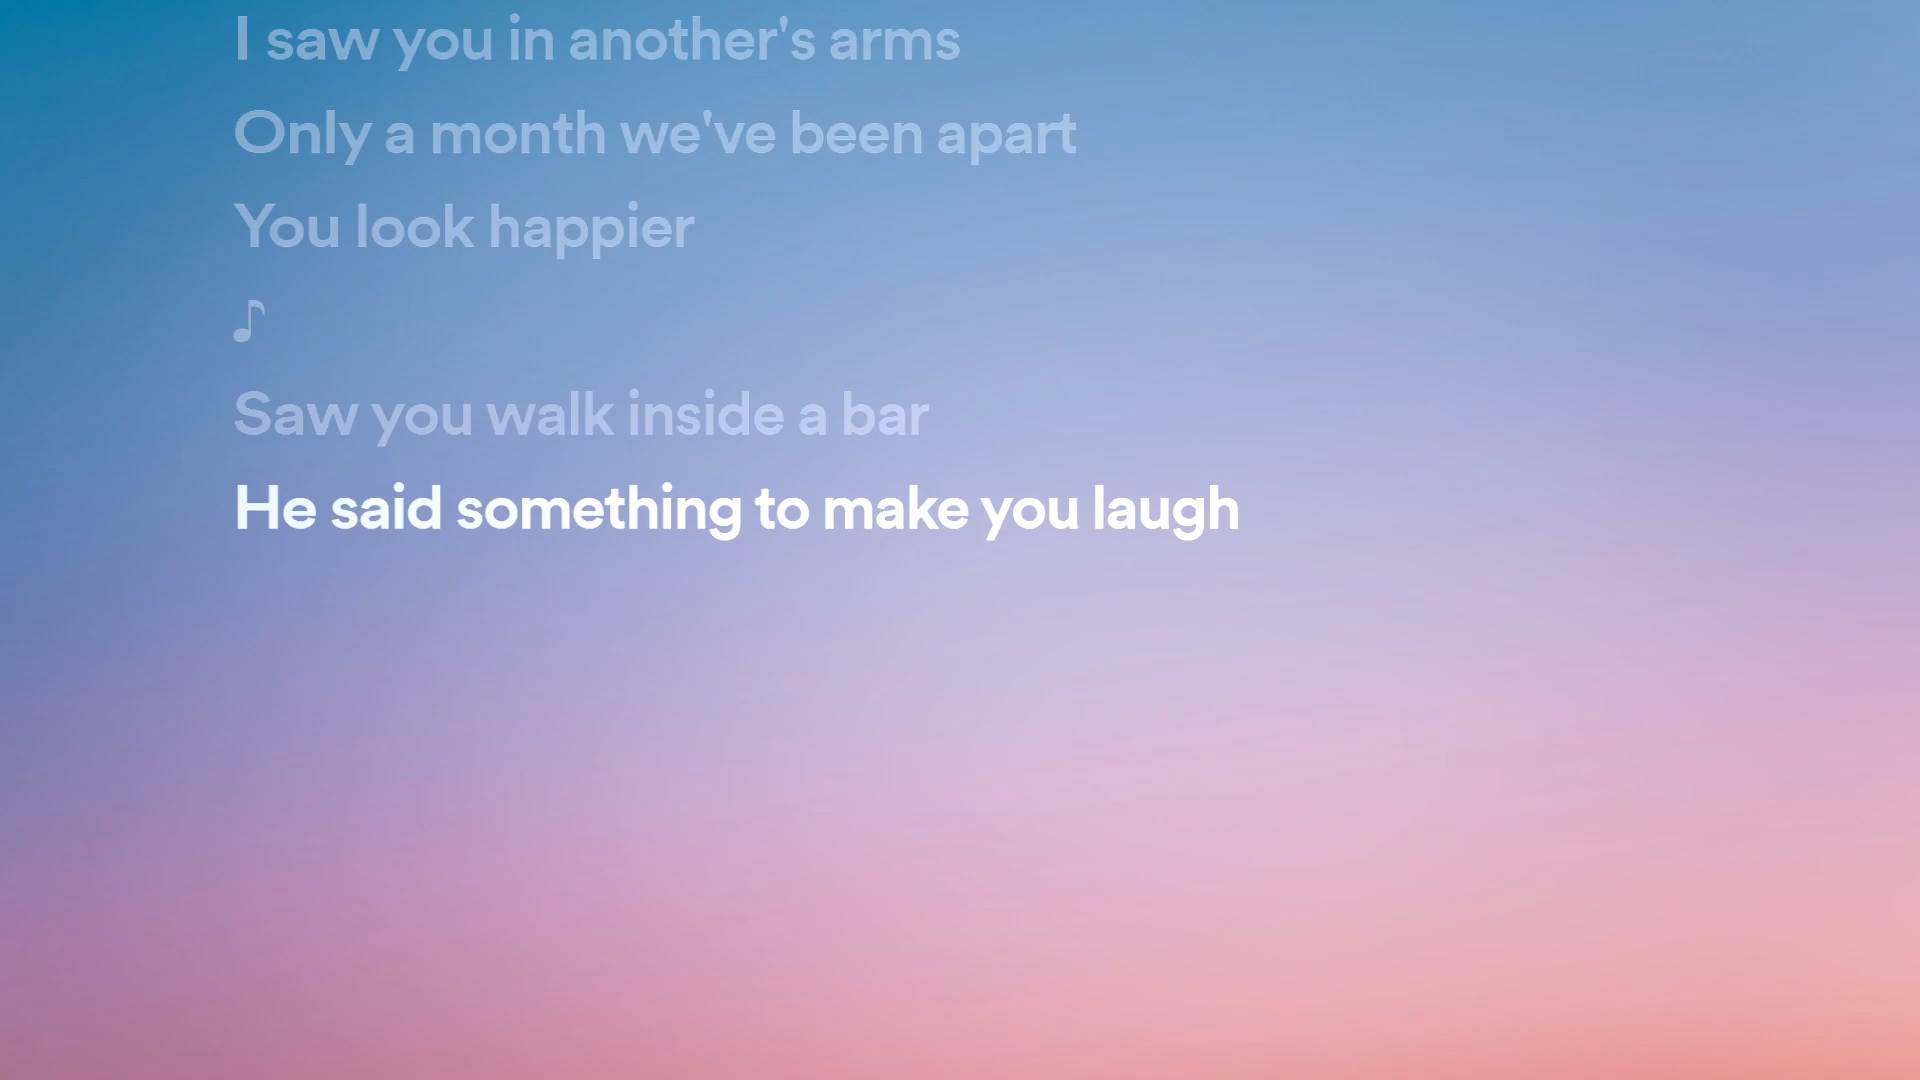 I saw you in another's arms
Only a month we've been apart
You look happier
♪
Saw you walk inside a bar
He said something to make you laugh